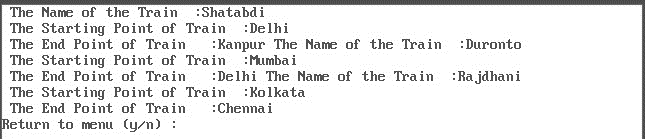 The Name of the Train  :Shatabdi
The Starting Point of Train  :Delhi
The End Point of Train   :Kanpur The Name of the Train  :Duronto
The Starting Point of Train  :Mumbai
The End Point of Train   :Delhi The Name of the Train  :Rajdhani
The Starting Point of Train  :Kolkata
The End Point of Train   :Chennai
Return to menu (y/n) :